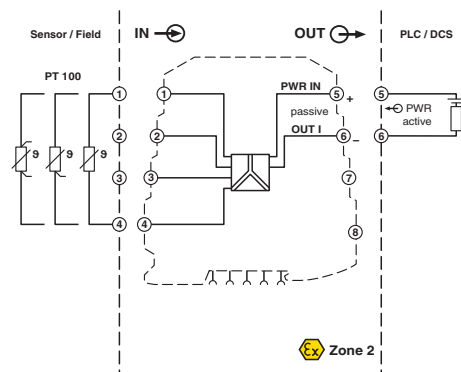 Sensor / Field
IN
OUT
PLC / DCS
PT 100
PWR IN
1
1
5
+
5
passive
PWR
active
2
2
OUT I
6
–
6
ϑ
ϑ
ϑ
3
3
7
4
4
8
Ex
Zone 2